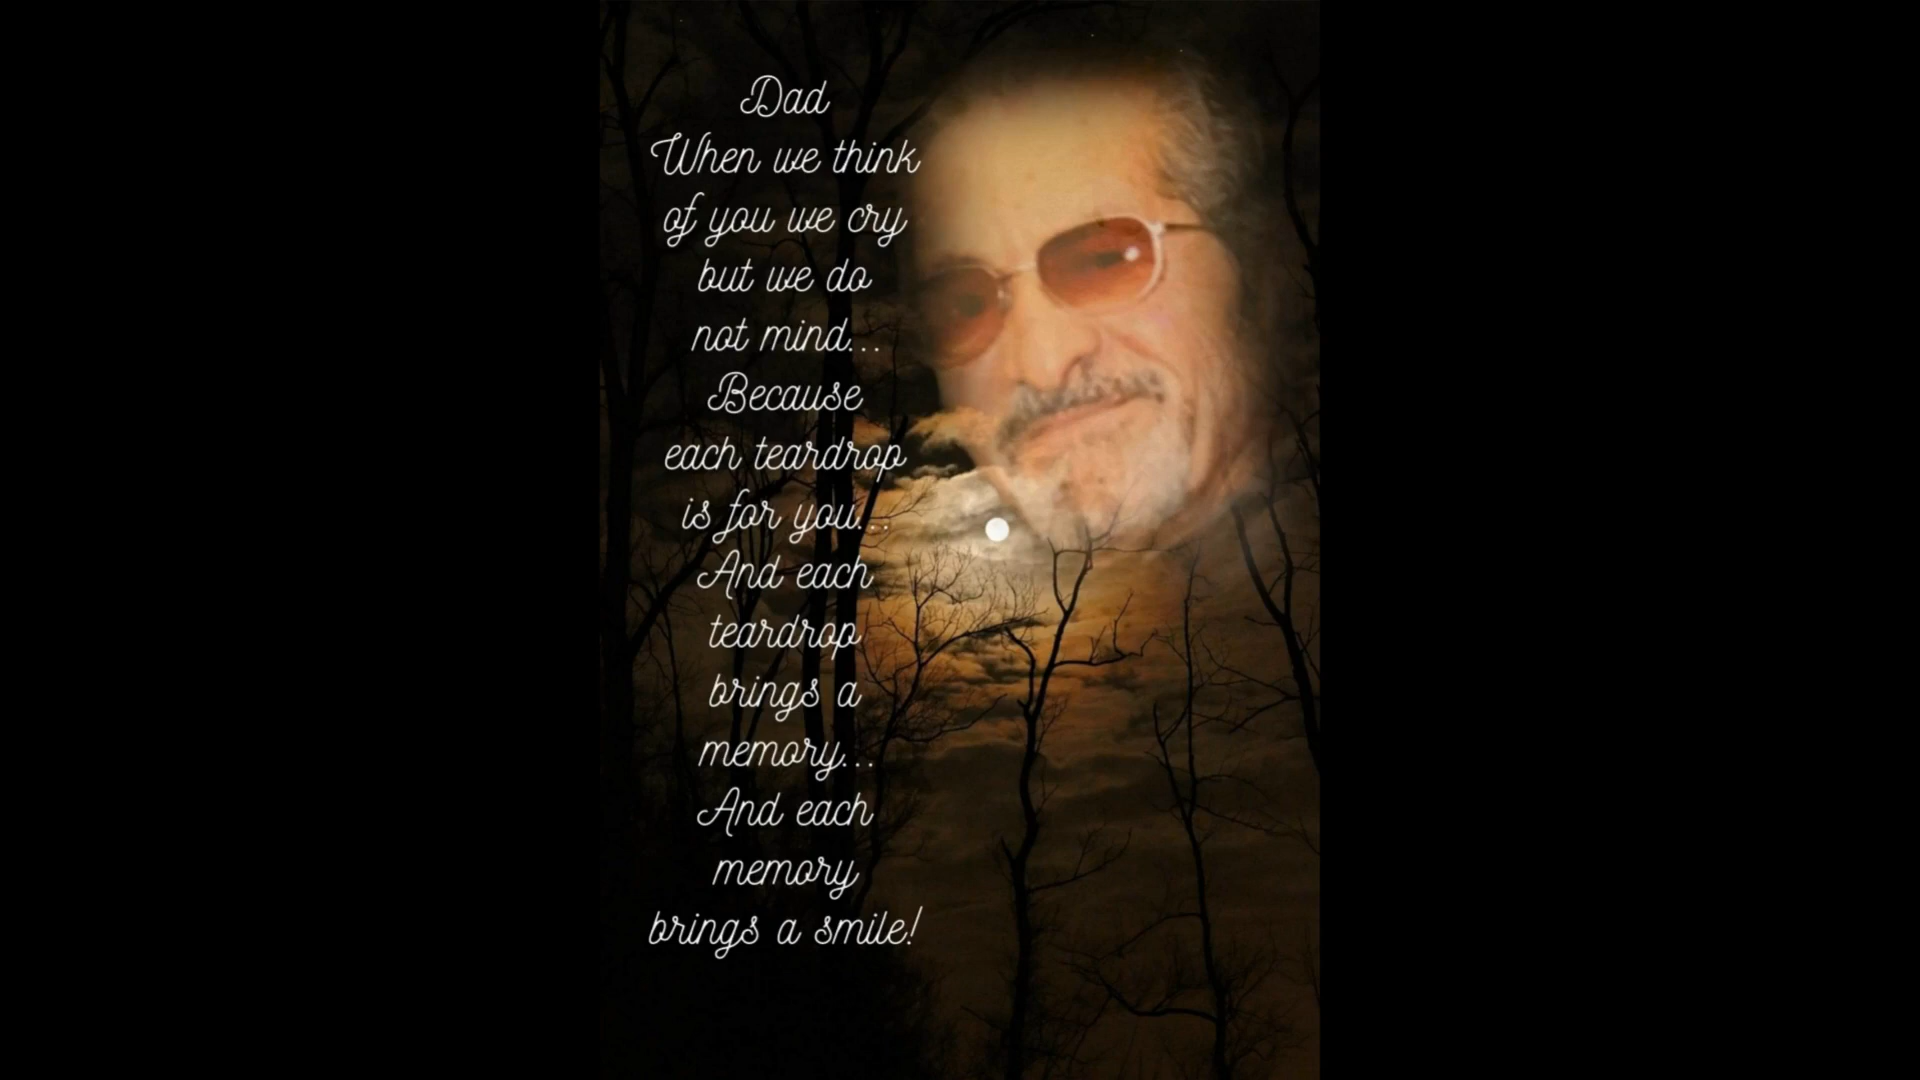 Dad
When we think
of you we cry
but we do
not mind...
Because
each teardrop
is for you...
And each
teardrop
brings a
memory...
And each
memory
brings a smile!